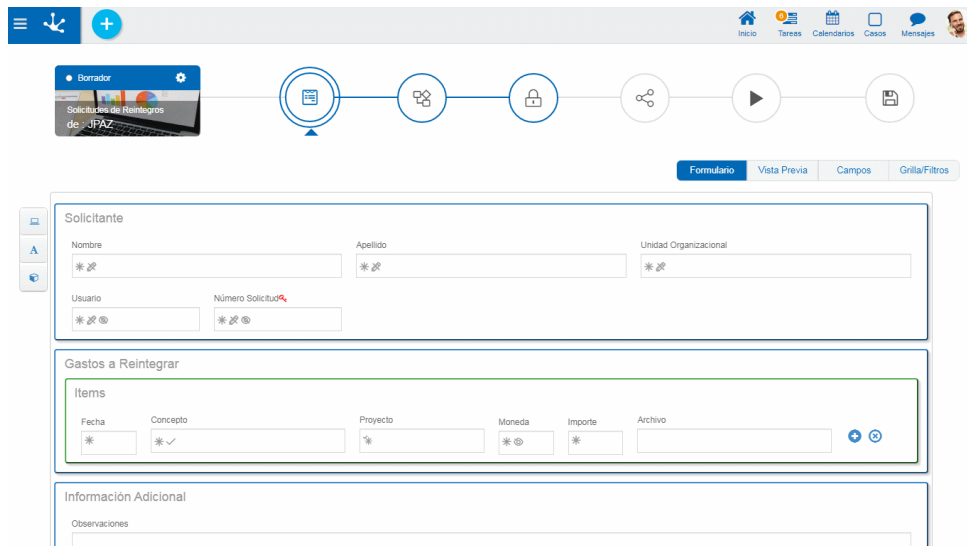 Inicio
6
Tareas
Calendarios
Casos
Mensajes
Borrador
Solicitudes de Reintegros
de : JPAZ
Formulario
Vista Previa
Campos
Grilla/Filtros
A
Solicitante
Nombre
Apellido
Unidad Organizacional
Usuario
Número Solicitud
Gastos a Reintegrar
Items
Fecha
Concepto
Proyecto
Moneda
Importe
Archivo
Información Adicional
Observaciones